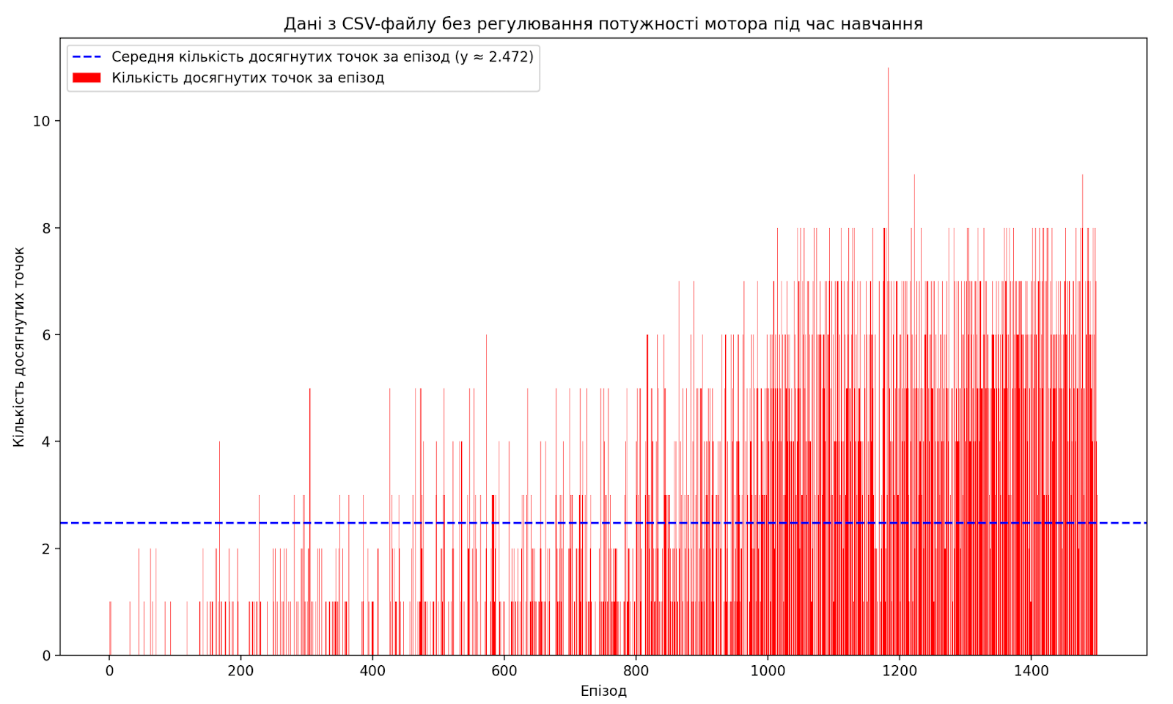 Дані з CSV-файлу без регулювання потужності мотора під час навчання
Середня кількість досягнутих точок за епізод (y ≈ 2.472)
Кількість досягнутих точок за епізод
Кількість досягнутих точок
10
8
6
4
2
0
0 200 400 600 800 1000 1200 1400
Епізод